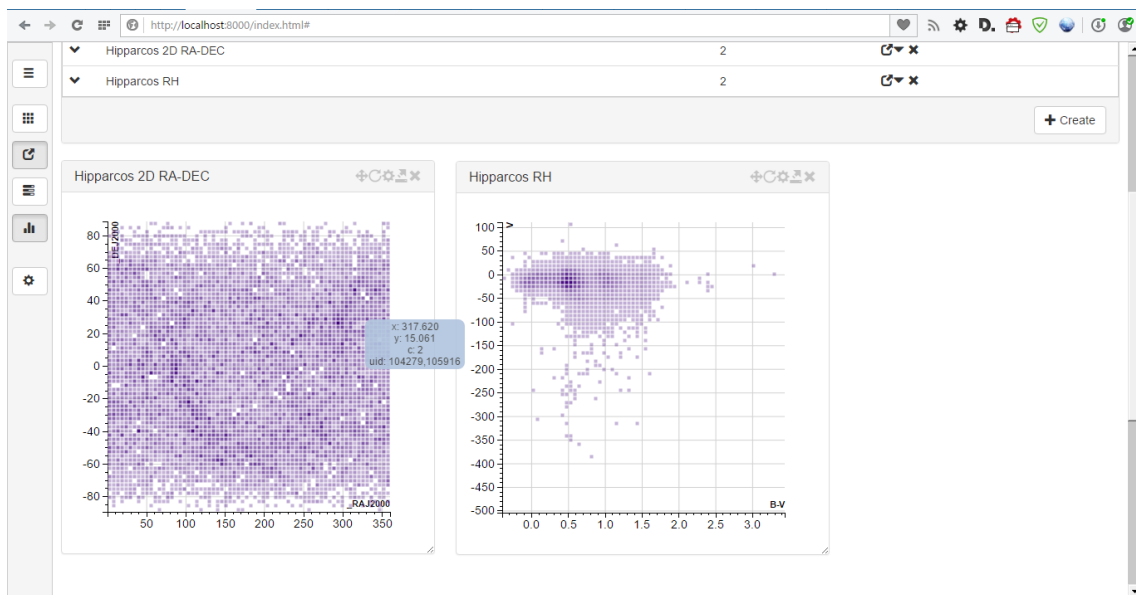 http://localhost:8000/index.html#
D.
Hipparcos 2D RA-DEC 2
Hipparcos RH 2
Create
Hipparcos 2D RA-DEC
Hipparcos RH
_DEJ2000
80
60
40
20
0
-20
-40
-60
-80
_RAJ2000
50 100 150 200 250 300 350
x: 317.620
y: 15.061
c: 2
uid: 104279,105916
V
100
50
0
-50
-100
-150
-200
-250
-300
-350
-400
-450
-500
B-V
0.0 0.5 1.0 1.5 2.0 2.5 3.0